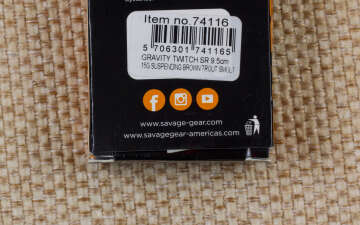 Item no.74116
5 706301 741165
GRAVITY TWITCH SR 9.5cm
15G SUSPENDING BROWN TROUT SMOLT
www.savage-gear.com
www.savagegear-americas.com